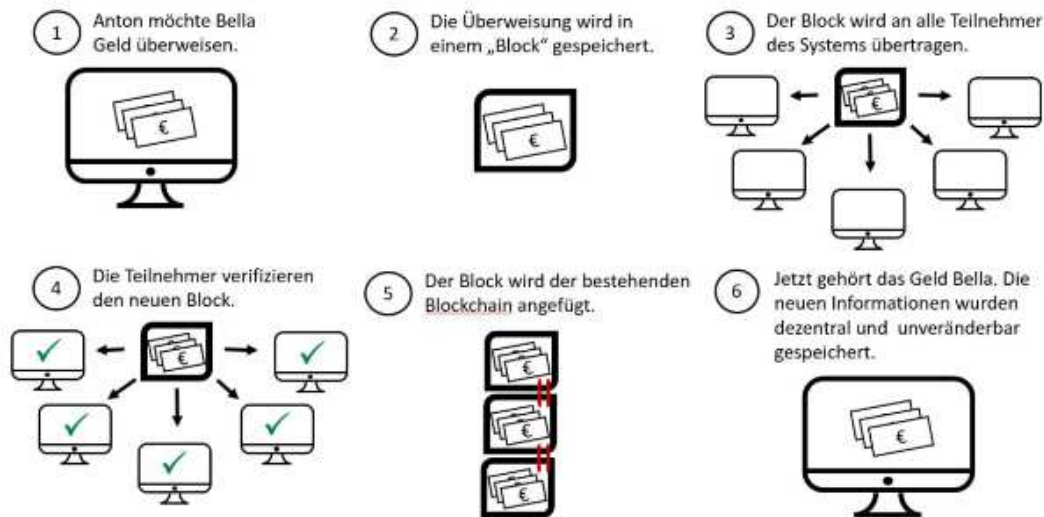 1
Anton möchte Bella
Geld überweisen.
€
2
Die Überweisung wird in
einem „Block“ gespeichert.
€
3
Der Block wird an alle Teilnehmer
des Systems übertragen.
€
4
Die Teilnehmer verifizieren
den neuen Block.
€
5
Der Block wird der bestehenden
Blockchain angefügt.
€
€
€
6
Jetzt gehört das Geld Bella. Die
neuen Informationen wurden
dezentral und unveränderbar
gespeichert.
€